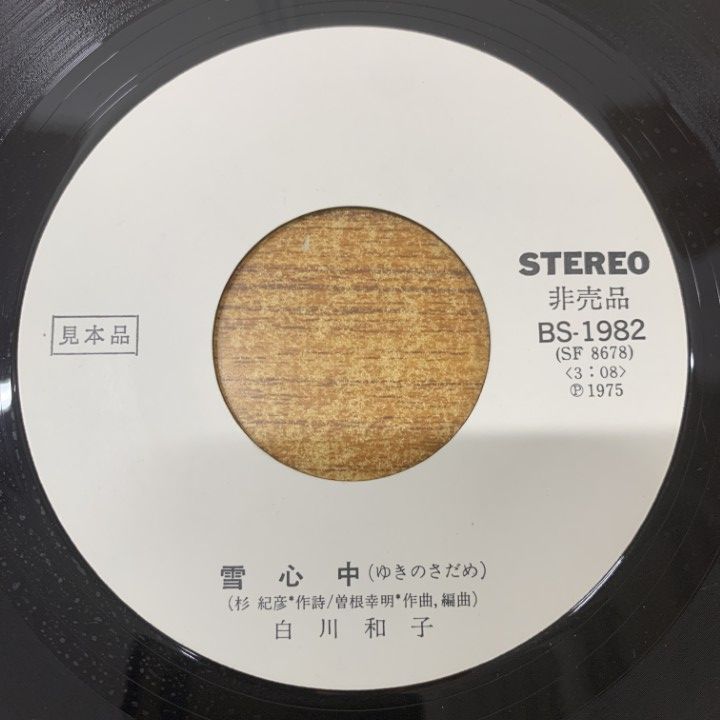 STEREO
非売品
BS-1982
(SF 8678)
〈3：08〉
Ⓟ1975
見本品
雪心中(ゆきのさだめ)
(杉 紀彦*作詩/曽根幸明*作曲,編曲)
白川和子